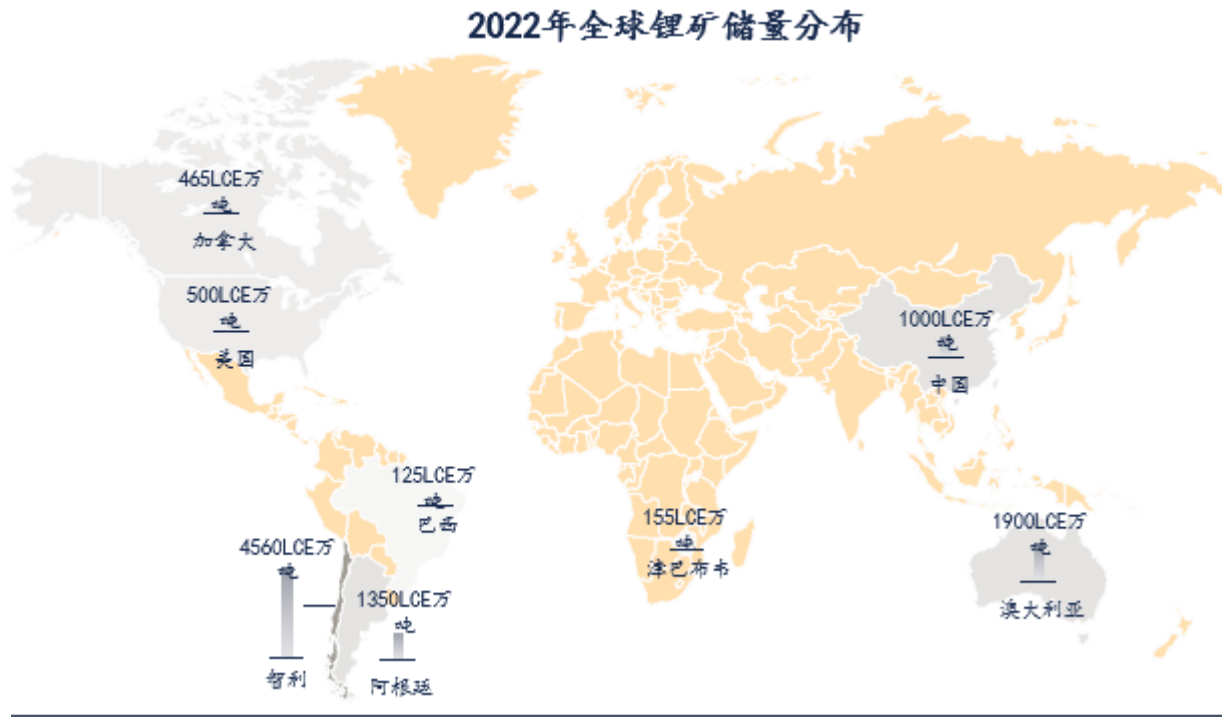 2022年全球锂矿储量分布
465LCE万
吨
加拿大
500LCE万
吨
美国
1000LCE万
吨
中国
125LCE万
吨
巴西
155LCE万
吨
津巴布韦
1900LCE万
吨
澳大利亚
4560LCE万
吨
智利
1350LCE万
吨
阿根廷